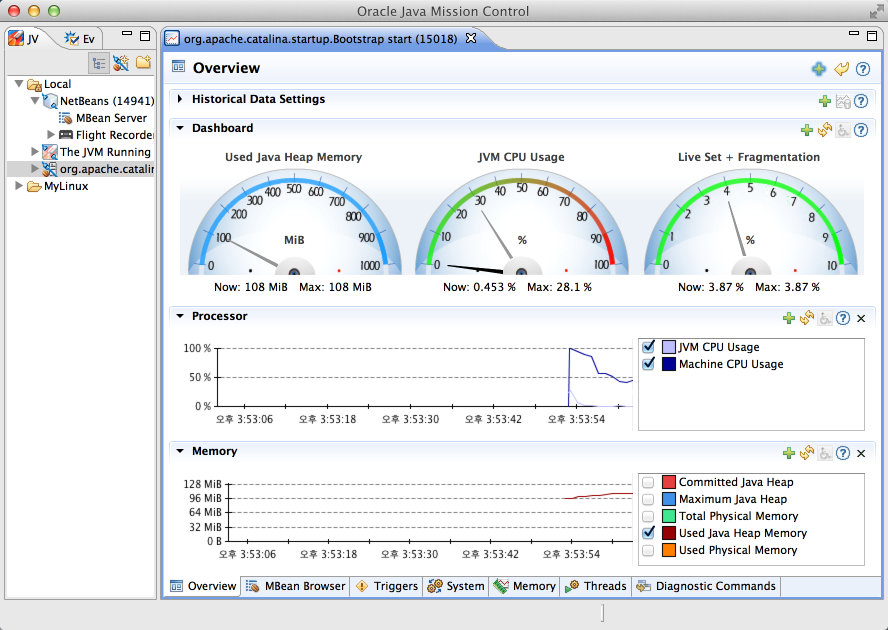 Oracle Java Mission Control
JV
Ev
org.apache.catalina.startup.Bootstrap start (15018)
Local
NetBeans (14941)
MBean Server
Flight Recorde
The JVM Running
org.apache.catalin
MyLinux
Overview
Historical Data Settings
Dashboard
Used Java Heap Memory
0 100 200 300 400 500 600 700 800 900 1000
MiB
Now: 108 MiB Max: 108 MiB
JVM CPU Usage
0 10 20 30 40 50 60 70 80 90 100
%
Now: 0.453 % Max: 28.1 %
Live Set + Fragmentation
0 1 2 3 4 5 6 7 8 9 10
%
Now: 3.87 % Max: 3.87 %
Processor
100 %
50 %
0 %
오후 3:53:06 오후 3:53:18 오후 3:53:30 오후 3:53:42 오후 3:53:54
JVM CPU Usage
Machine CPU Usage
Memory
128 MiB
96 MiB
64 MiB
32 MiB
0 B
오후 3:53:06 오후 3:53:18 오후 3:53:30 오후 3:53:42 오후 3:53:54
Committed Java Heap
Maximum Java Heap
Total Physical Memory
Used Java Heap Memory
Used Physical Memory
Overview MBean Browser Triggers System Memory Threads Diagnostic Commands